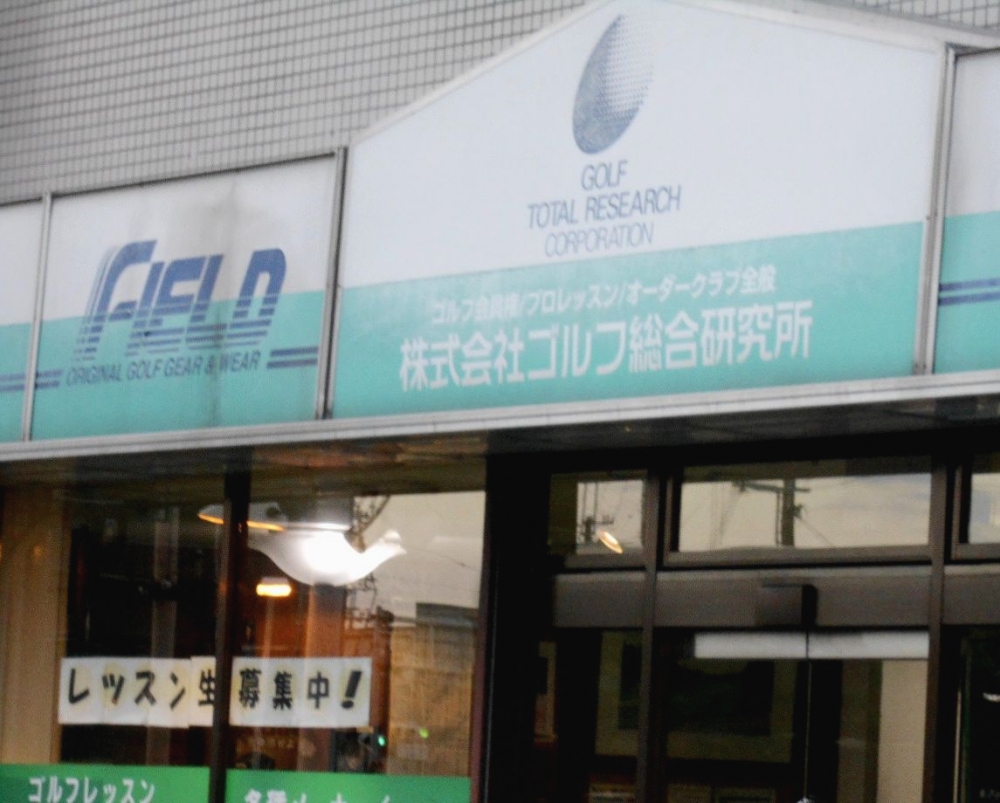 GOLF
TOTAL RESEARCH
CORPORATION
ゴルフ会員権/プロレッスン/オーダークラブ全般
株式会社ゴルフ総合研究所
FIELD
ORIGINAL GOLF GEAR & WEAR
レッスン生募集中!
ゴルフレッスン